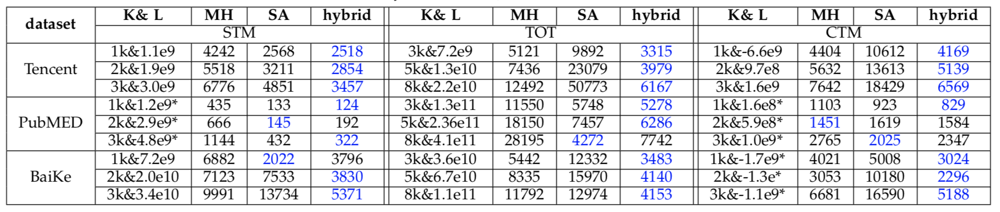 dataset K& L MH SA hybrid K& L MH SA hybrid K& L MH SA hybrid
STM TOT CTM
Tencent 1k&1.1e9 4242 2568 2518 3k&7.2e9 5121 9892 3315 1k&-6.6e9 4404 10612 4169
2k&1.9e9 5518 3211 2854 5k&1.3e10 7436 23079 3979 2k&9.7e8 5632 13613 5139
3k&3.0e9 6776 4851 3457 8k&2.2e10 12492 50773 6167 3k&1.6e9 7642 18429 6569
PubMED 1k&1.2e9* 435 133 124 3k&1.3e11 11550 5748 5278 1k&1.6e8* 1103 923 829
2k&2.9e9* 666 145 192 5k&2.36e11 18150 7457 6286 2k&5.9e8* 1451 1619 1584
3k&4.8e9* 1144 432 322 8k&4.1e11 28195 4272 7742 3k&1.0e9* 2765 2025 2347
BaiKe 1k&7.2e9 6882 2022 3796 3k&3.6e10 5442 12332 3483 1k&-1.7e9* 4021 5008 3024
2k&2.0e10 7123 7533 3830 5k&6.7e10 8335 15970 4140 2k&-1.3e* 3053 10180 2296
3k&3.4e10 9991 13734 5371 8k&1.1e11 11792 12974 4153 3k&-1.1e9* 6681 16590 5188